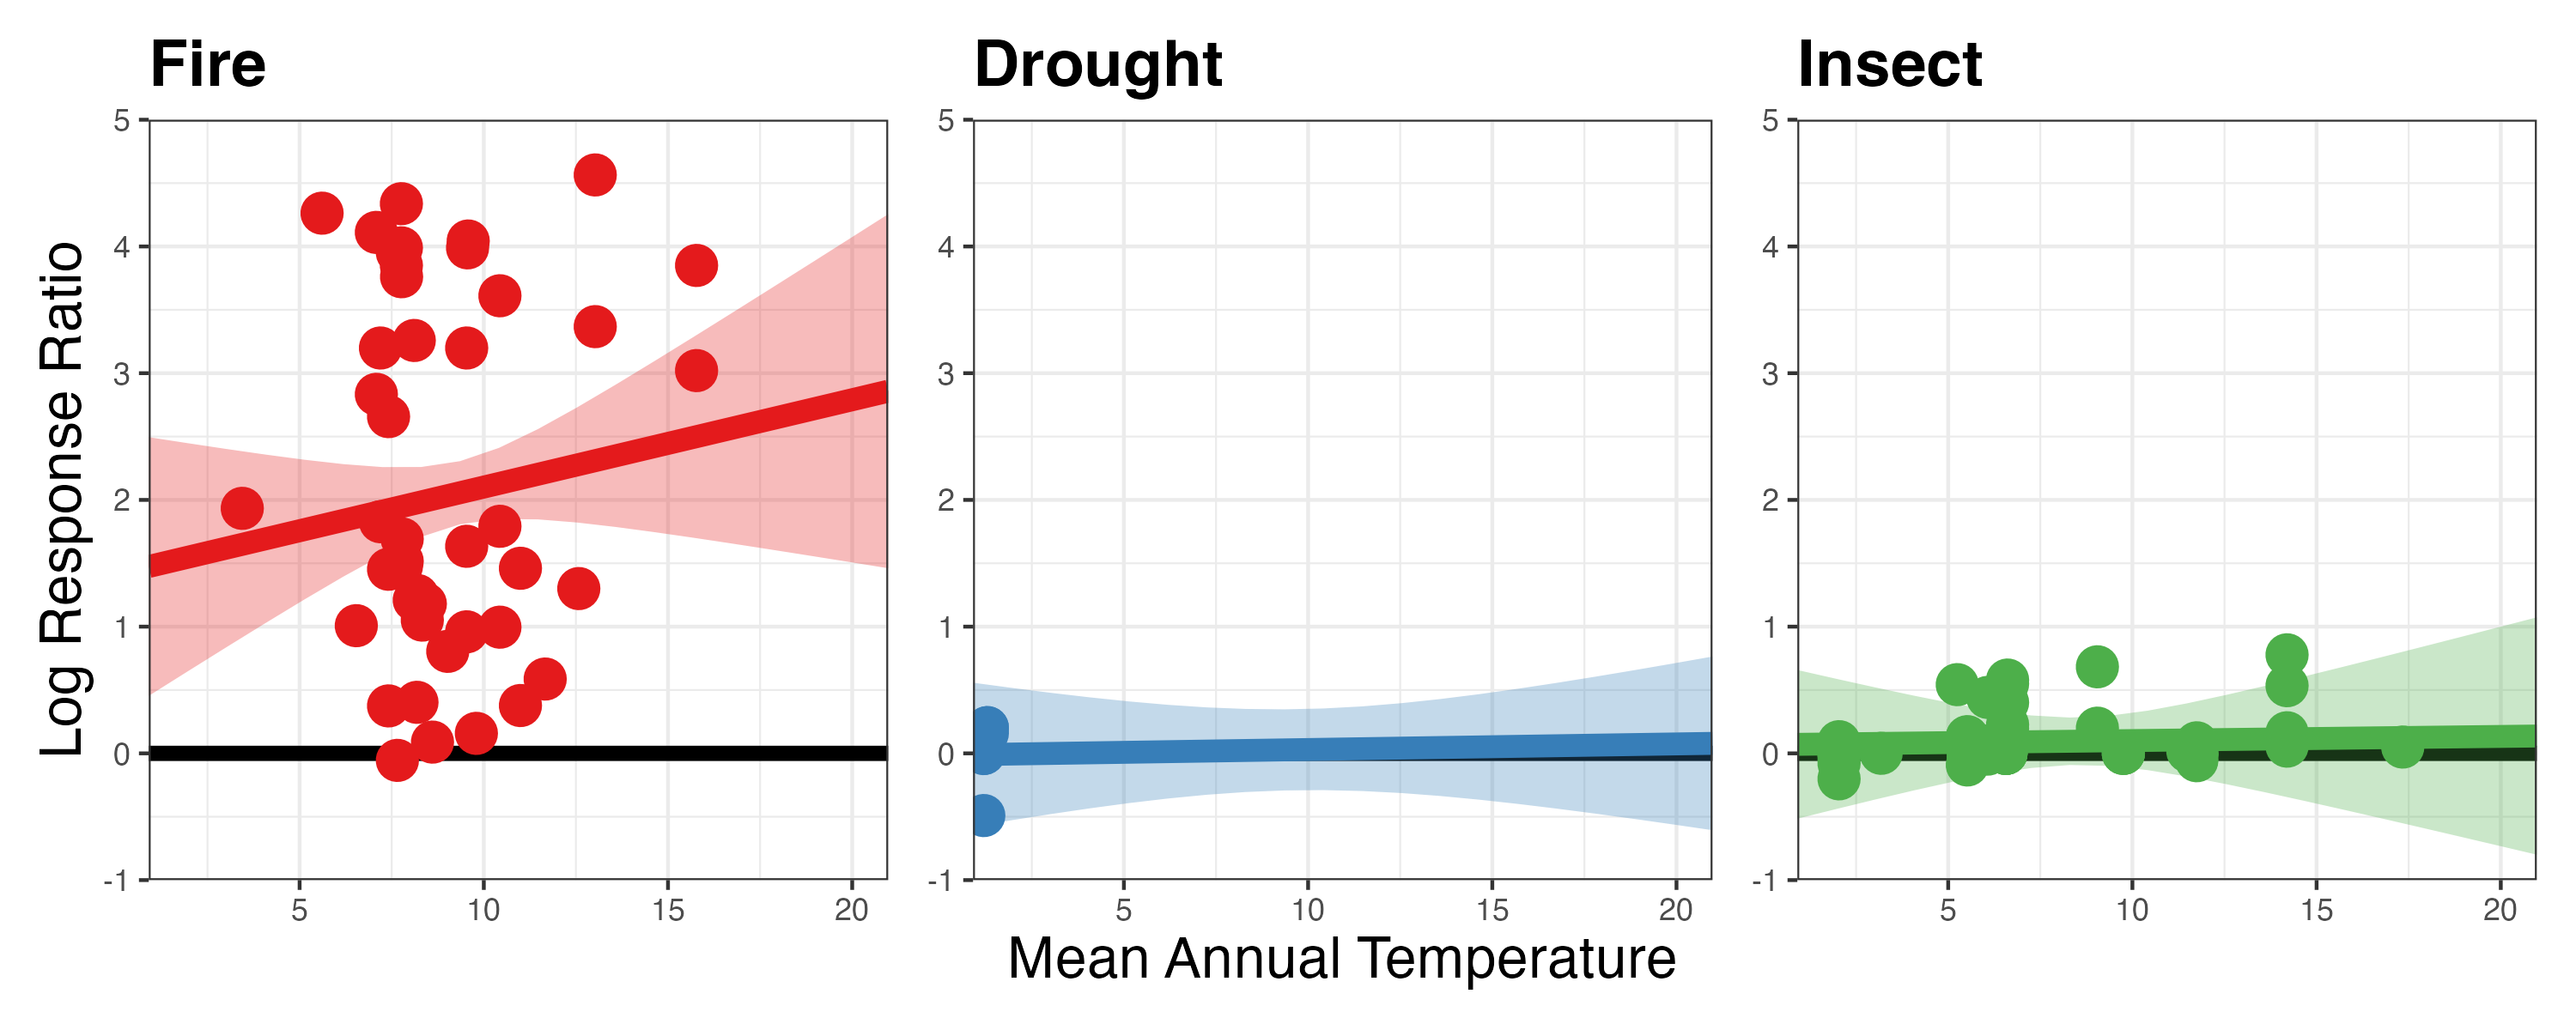 Fire Drought Insect
5 5 5
4 4 4
3 3 3
2 2 2
1 1 1
0 0 0
-1 -1 -1
5 10 15 20 5 10 15 20 5 10 15 20
Log Response Ratio
Mean Annual Temperature